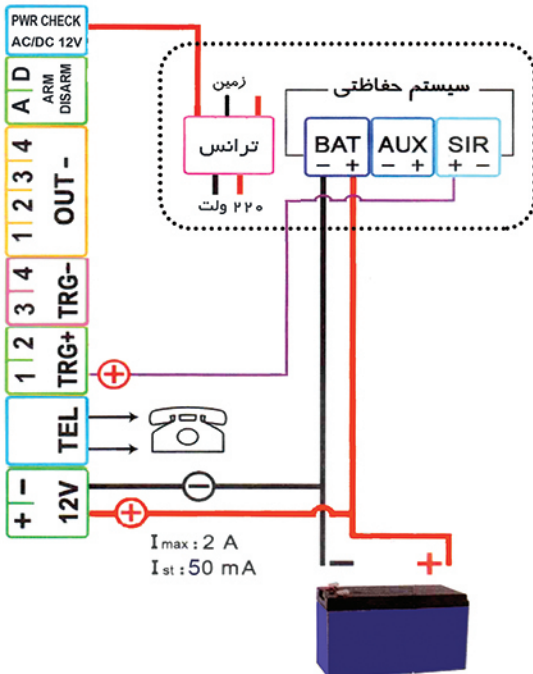 PWR CHECK
AC/DC 12V
A D
ARM
DISARM
1 2 3 4
OUT -
3 4
TRG-
1 2
TRG+
TEL
+ -
12V
سیستم حفاظتی
زمین
ترانس
۲۲۰ ولت
BAT
- +
AUX
- +
SIR
+ -
+
-
+
Imax : 2 A
Ist : 50 mA
- +